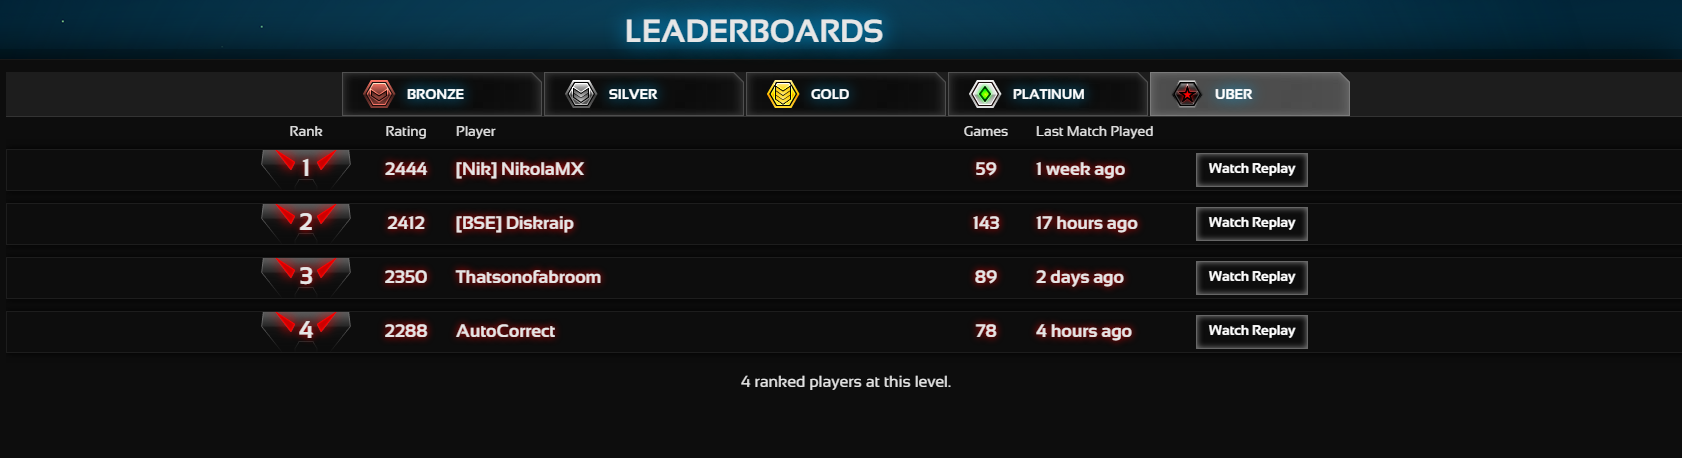 LEADERBOARDS
BRONZE SILVER GOLD PLATINUM UBER
Rank Rating Player Games Last Match Played
1 2444 [Nik] NikolaMX 59 1 week ago Watch Replay
2 2412 [BSE] Diskraip 143 17 hours ago Watch Replay
3 2350 Thatsonofabroom 89 2 days ago Watch Replay
4 2288 AutoCorrect 78 4 hours ago Watch Replay
4 ranked players at this level.